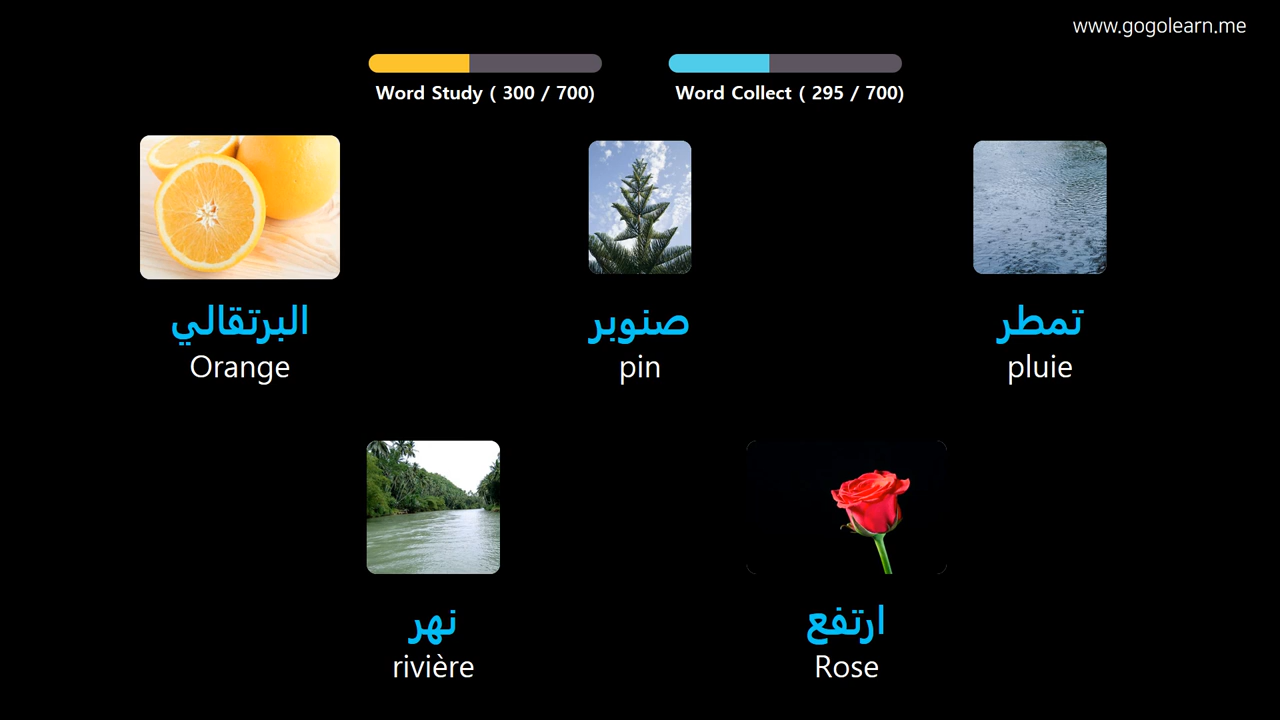 www.gogolearn.me
Word Study ( 300 / 700)
Word Collect ( 295 / 700)
البرتقالي
Orange
صنوبر
pin
تمطر
pluie
نهر
rivière
ارتفع
Rose